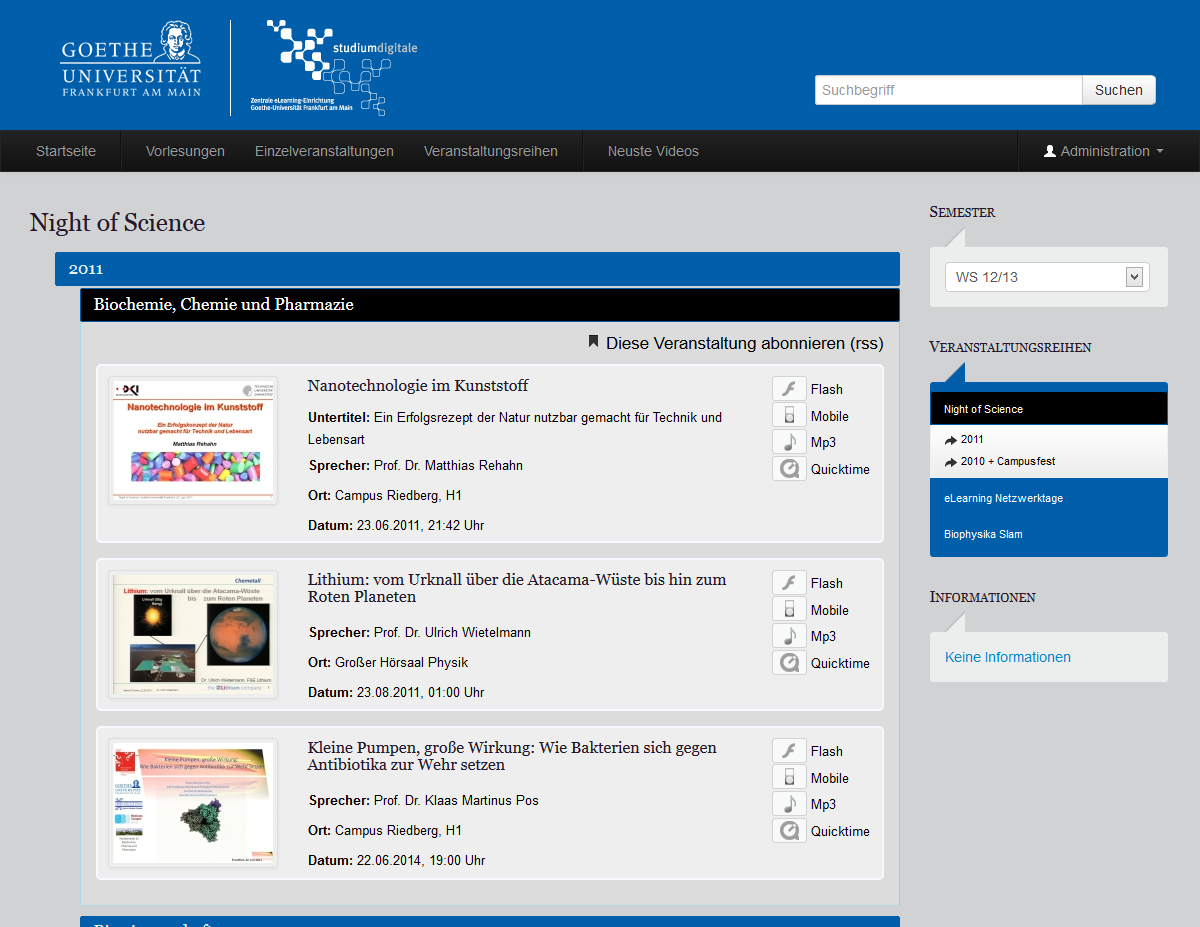 GOETHE
UNIVERSITÄT
FRANKFURT AM MAIN
studiumdigitale
Zentrale eLearning-Einrichtung
Goethe-Universität Frankfurt am Main
Suchbegriff
Suchen
Startseite
Vorlesungen
Einzelveranstaltungen
Veranstaltungsreihen
Neuste Videos
Administration
Night of Science
2011
Biochemie, Chemie und Pharmazie
Diese Veranstaltung abonnieren (rss)
Nanotechnologie im Kunststoff
Ein Erfolgskonzept der Natur
nutzbar gemacht für Technik und Lebensart
Matthias Rehahn
Nanotechnologie im Kunststoff
Untertitel: Ein Erfolgsrezept der Natur nutzbar gemacht für Technik und
Lebensart
Sprecher: Prof. Dr. Matthias Rehahn
Ort: Campus Riedberg, H1
Datum: 23.06.2011, 21:42 Uhr
Flash
Mobile
Mp3
Quicktime
Chemetall
Lithium: vom Urknall über die Atacama-Wüste
bis zum Roten Planeten
Urknall (Big
Bang)
Dr. Ulrich Wietelmann, F&E Lithium
...the Lithium company
Lithium: vom Urknall über die Atacama-Wüste bis hin zum
Roten Planeten
Sprecher: Prof. Dr. Ulrich Wietelmann
Ort: Großer Hörsaal Physik
Datum: 23.08.2011, 01:00 Uhr
Flash
Mobile
Mp3
Quicktime
Kleine Pumpen, große Wirkung:
Wie Bakterien sich gegen Antibiotika zur Wehr setzen
Kleine Pumpen, große Wirkung: Wie Bakterien sich gegen
Antibiotika zur Wehr setzen
Sprecher: Prof. Dr. Klaas Martinus Pos
Ort: Campus Riedberg, H1
Datum: 22.06.2014, 19:00 Uhr
Flash
Mobile
Mp3
Quicktime
Semester
WS 12/13
Veranstaltungsreihen
Night of Science
2011
2010 + Campusfest
eLearning Netzwerktage
Biophysika Slam
Informationen
Keine Informationen